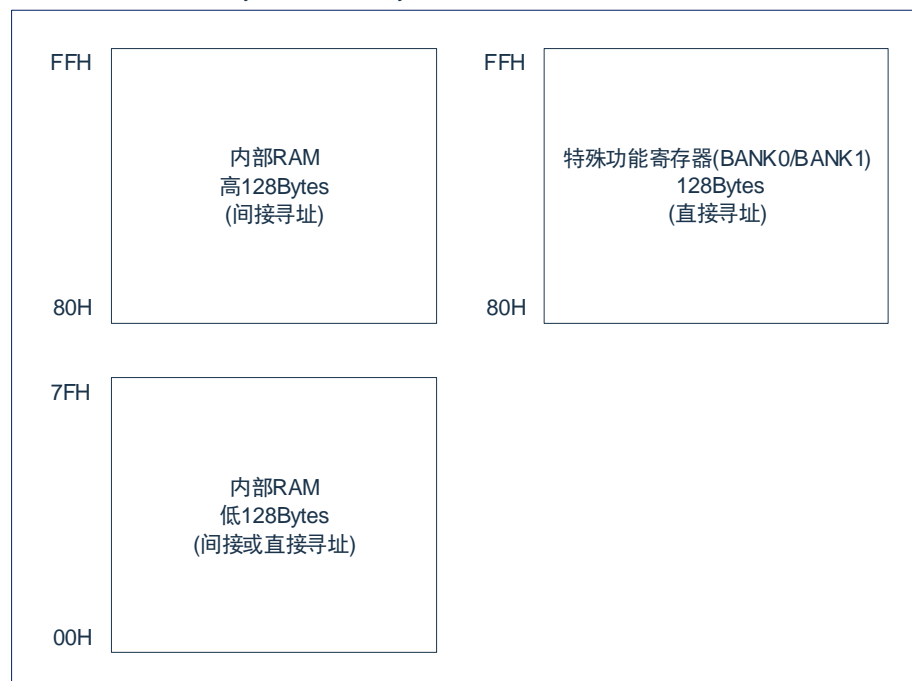 FFH
内部RAM
高128Bytes
(间接寻址)
80H
FFH
特殊功能寄存器(BANK0/BANK1)
128Bytes
(直接寻址)
80H
7FH
内部RAM
低128Bytes
(间接或直接寻址)
00H